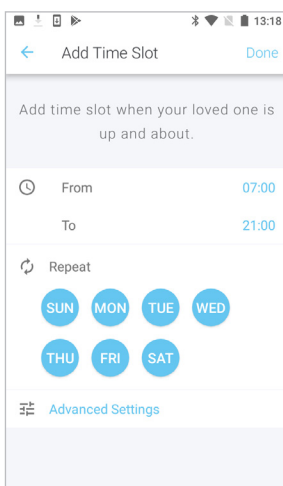 13:18
Add Time Slot Done
Add time slot when your loved one is
up and about.
From 07:00
To 21:00
Repeat
SUN MON TUE WED
THU FRI SAT
Advanced Settings